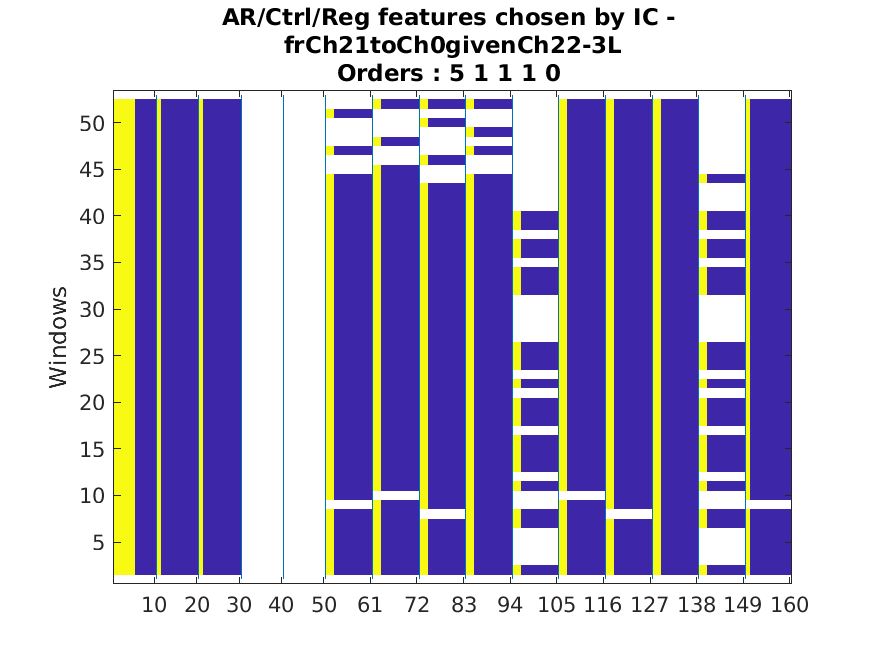 AR/Ctrl/Reg features chosen by IC -
frCh21toCh0givenCh22-3L
Orders : 5 1 1 1 0
50
45
40
35
30
25
20
15
10
5
Windows
10 20 30 40 50 61 72 83 94 105 116 127 138 149 160